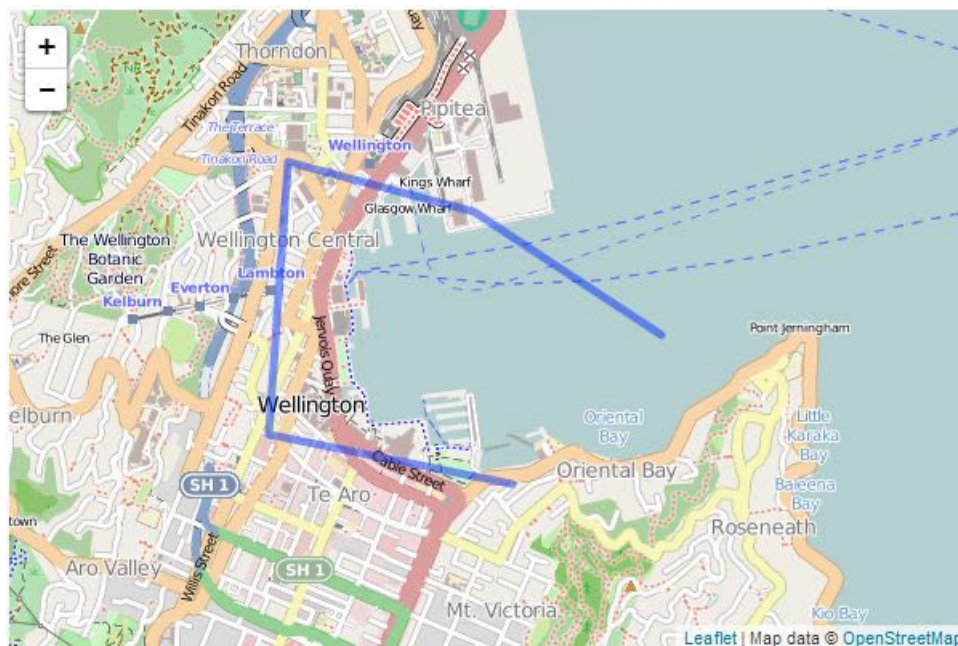 +
−
Thorndon
Quay
Tinakori Road
Pipitea
The Terrace
Tinakori Road
Wellington
Kings Wharf
Glasgow Wharf
The Wellington
Botanic
Garden
Wellington Central
Lambton
Everton
Kelburn
more Street
The Glen
Jervois Quay
Point Jerningham
elburn
Wellington
Oriental
Bay
Little
Karaka
Bay
Cable Street
Oriental Bay
Baleena
Bay
SH 1
Te Aro
Roseneath
town
Aro Valley
Willis Street
SH 1
Mt. Victoria
Kio Bay
Leaflet | Map data © OpenStreetMap